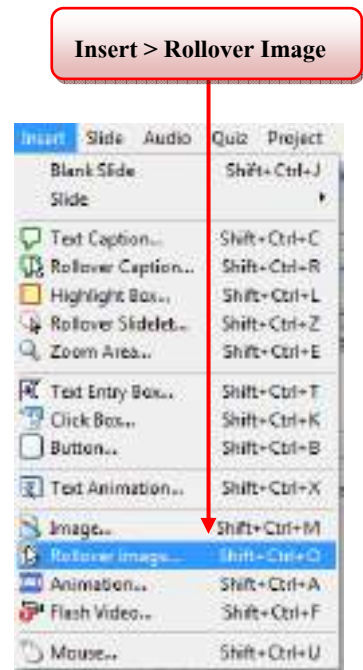 Insert > Rollover Image
Insert Slide Audio Quiz Project
Blank Slide Shift+Ctrl+J
Slide
Text Caption... Shift+Ctrl+C
Rollover Caption... Shift+Ctrl+R
Highlight Box... Shift+Ctrl+L
Rollover Slidelet... Shift+Ctrl+Z
Zoom Area... Shift+Ctrl+E
Text Entry Box... Shift+Ctrl+T
Click Box... Shift+Ctrl+K
Button... Shift+Ctrl+B
Text Animation... Shift+Ctrl+X
Image... Shift+Ctrl+M
Rollover Image... Shift+Ctrl+O
Animation... Shift+Ctrl+A
Flash Video... Shift+Ctrl+F
Mouse... Shift+Ctrl+U